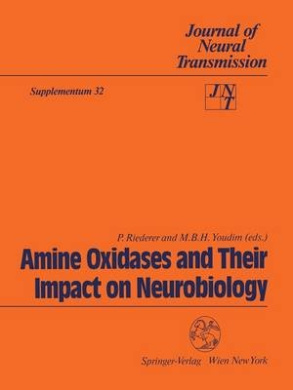 Journal of
Neural
Transmission
Supplementum 32
JNT
P. Riederer and M.B.H. Youdim (eds.)
Amine Oxidases and Their
Impact on Neurobiology
Springer-Verlag Wien New York